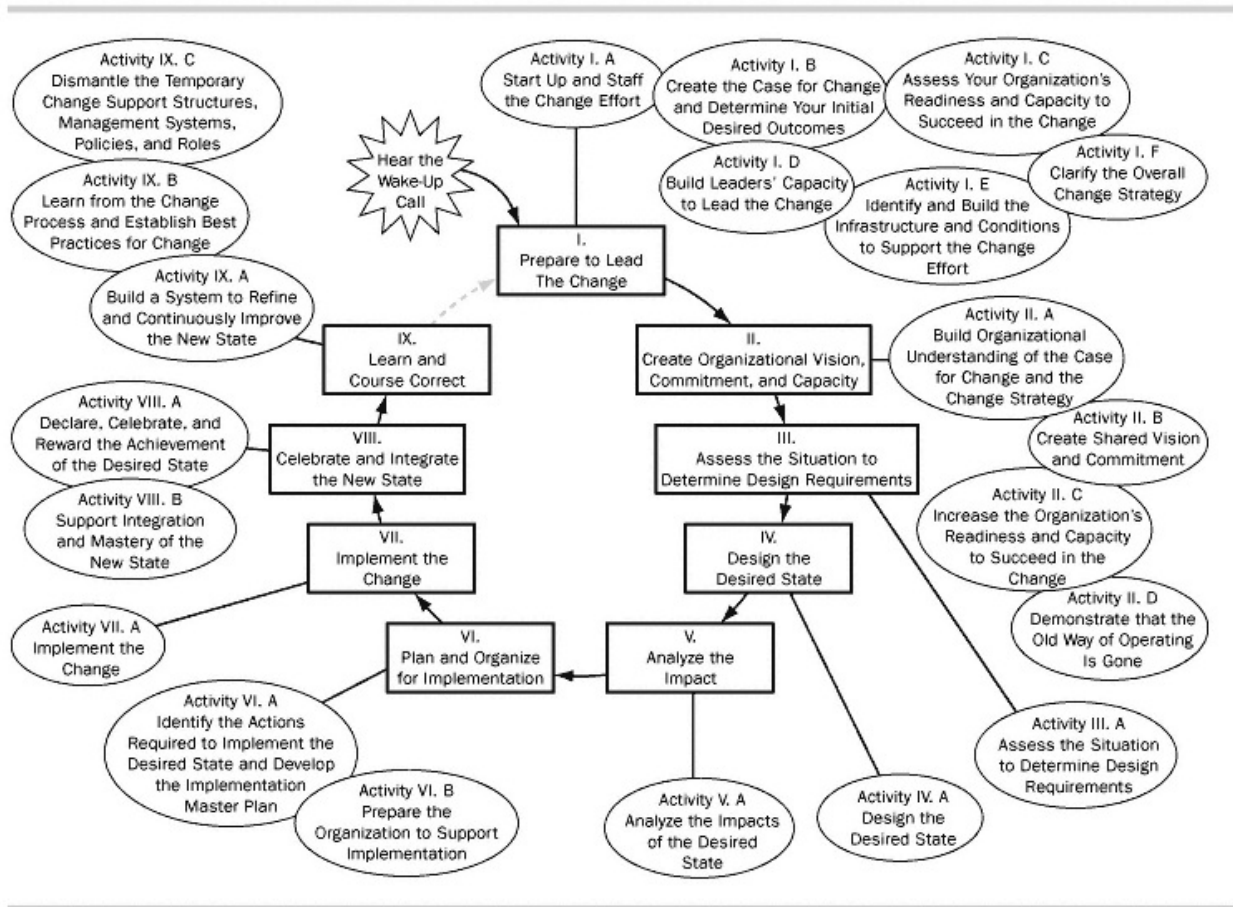 Activity IX. C
Dismantle the Temporary
Change Support Structures,
Management Systems,
Policies, and Roles
Activity IX. B
Learn from the Change
Process and Establish Best
Practices for Change
Activity IX. A
Build a System to Refine
and Continuously Improve
the New State
Hear the
Wake-Up
Call
Activity I. A
Start Up and Staff
the Change Effort
Activity I. B
Create the Case for Change
and Determine Your Initial
Desired Outcomes
Activity I. C
Assess Your Organization's
Readiness and Capacity to
Succeed in the Change
Activity I. D
Build Leaders' Capacity
to Lead the Change
Activity I. E
Identify and Build the
Infrastructure and Conditions
to Support the Change
Effort
Activity I. F
Clarify the Overall
Change Strategy
I.
Prepare to Lead
The Change
II.
Create Organizational Vision,
Commitment, and Capacity
Activity II. A
Build Organizational
Understanding of the Case
for Change and the
Change Strategy
Activity II. B
Create Shared Vision
and Commitment
Activity II. C
Increase the Organization's
Readiness and Capacity
to Succeed in the
Change
Activity II. D
Demonstrate that the
Old Way of Operating
Is Gone
III.
Assess the Situation to
Determine Design Requirements
Activity III. A
Assess the Situation
to Determine Design
Requirements
IV.
Design the
Desired State
Activity IV. A
Design the
Desired State
V.
Analyze the
Impact
Activity V. A
Analyze the Impacts
of the Desired
State
VI.
Plan and Organize
for Implementation
Activity VI. A
Identify the Actions
Required to Implement the
Desired State and Develop
the Implementation
Master Plan
Activity VI. B
Prepare the
Organization to Support
Implementation
VII.
Implement the
Change
Activity VII. A
Implement the
Change
VIII.
Celebrate and Integrate
the New State
Activity VIII. A
Declare, Celebrate, and
Reward the Achievement
of the Desired State
Activity VIII. B
Support Integration
and Mastery of the
New State
IX.
Learn and
Course Correct